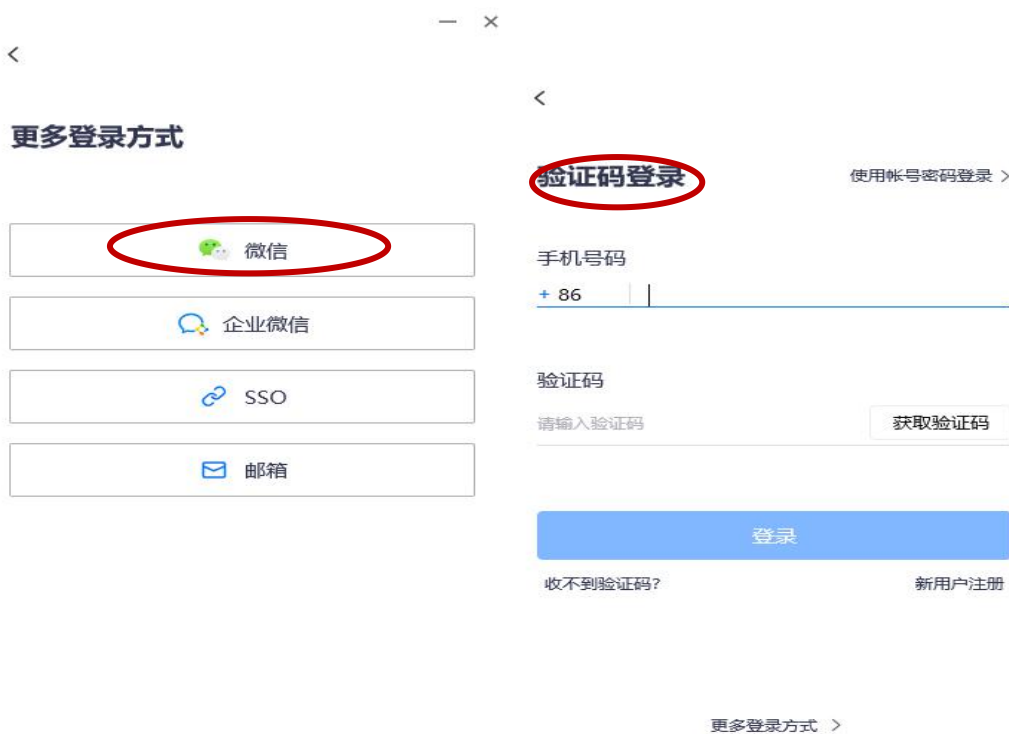 更多登录方式
微信
企业微信
SSO
邮箱
验证码登录
使用帐号密码登录 >
手机号码
+ 86
验证码
请输入验证码
获取验证码
登录
收不到验证码?
新用户注册
更多登录方式 >